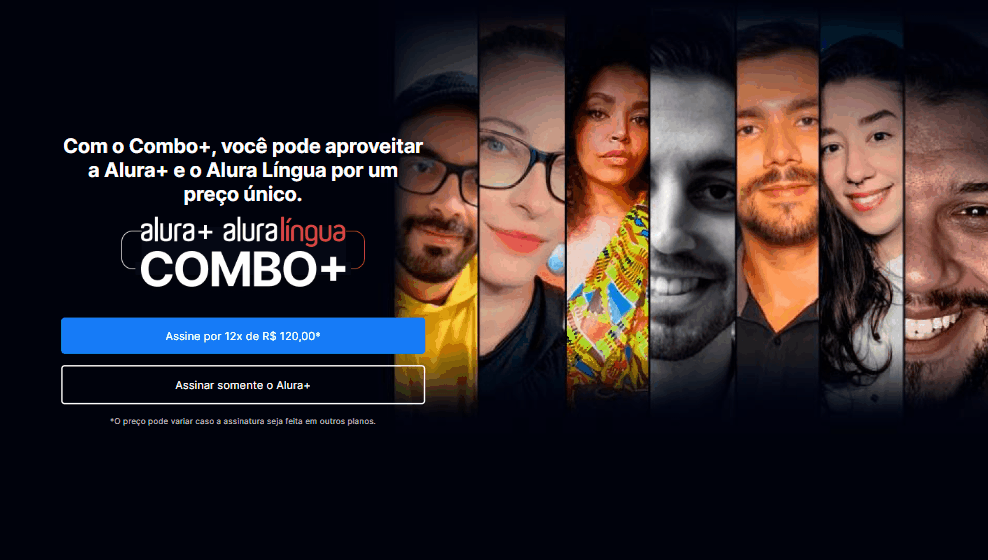 Com o Combo+, você pode aproveitar
a Alura+ e o Alura Língua por um
preço único.
alura+ aluralíngua
COMBO+
Assine por 12x de R$ 120,00*
Assinar somente o Alura+
*O preço pode variar caso a assinatura seja feita em outros planos.